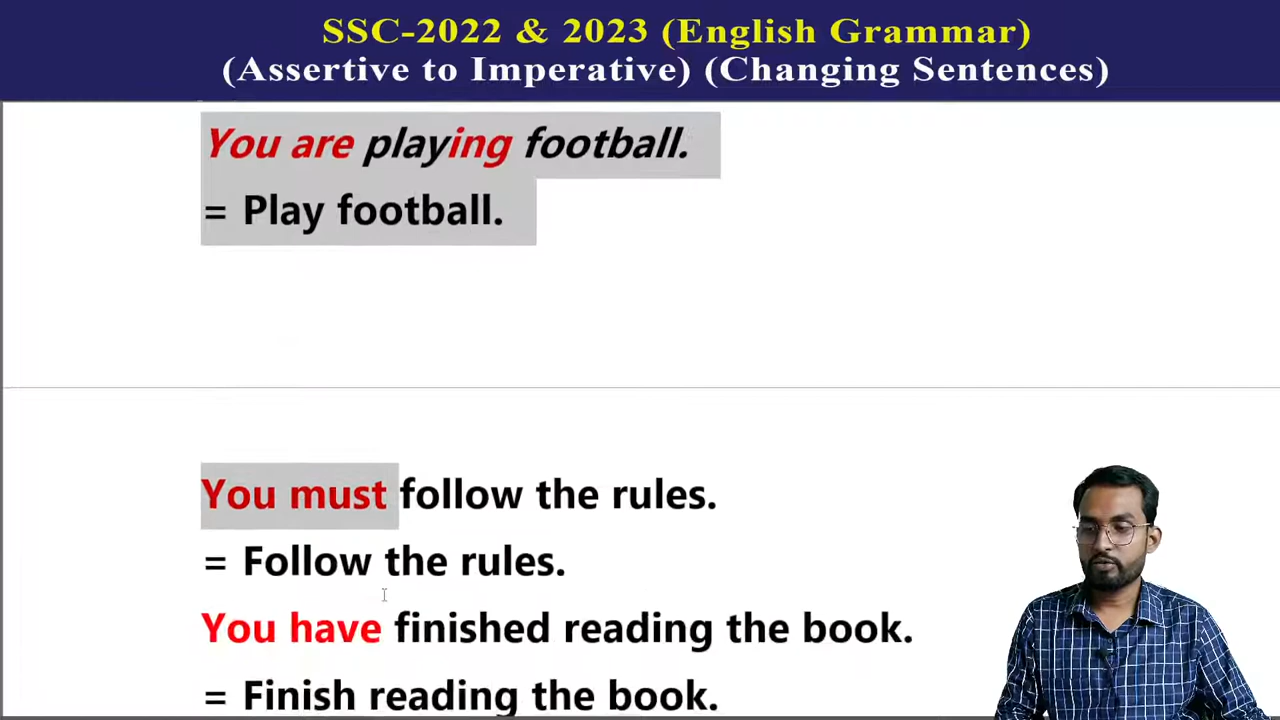 SSC-2022 & 2023 (English Grammar)
(Assertive to Imperative) (Changing Sentences)
You are playing football.
= Play football.
You must follow the rules.
= Follow the rules.
You have finished reading the book.
= Finish reading the book.